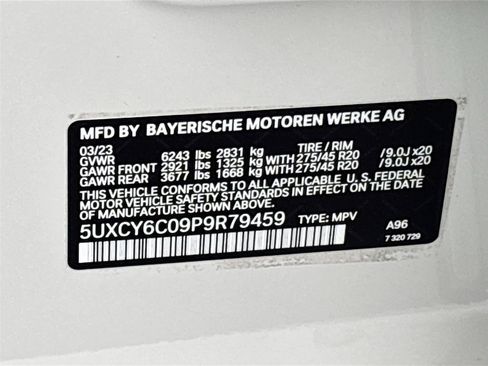 MFD BY BAYERISCHE MOTOREN WERKE AG
03/23 TIRE / RIM
GVWR 6243 lbs 2831 kg
GAWR FRONT 2921 lbs 1325 kg WITH 275/45 R20 /9.0J x20
GAWR REAR 3677 lbs 1668 kg WITH 275/45 R20 /9.0J x20
THIS VEHICLE CONFORMS TO ALL APPLICABLE U. S. FEDERAL
MOTOR VEHICLE SAFETY STANDARDS IN EFFECT ON THE
DATE OF MANUFACTURE SHOWN ABOVE.
5UXCY6C09P9R79459 TYPE: MPV A96
7 320 729